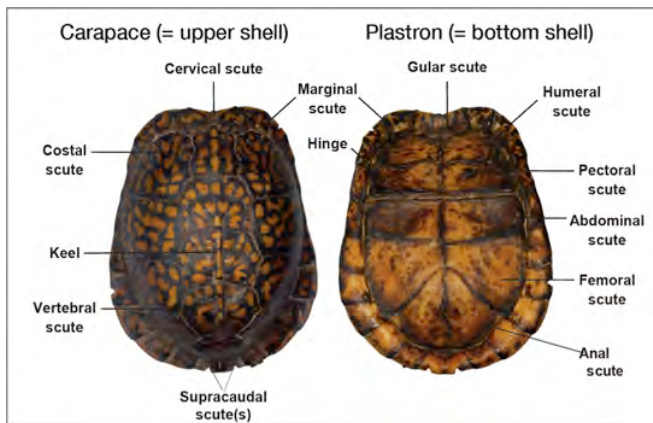 Carapace (= upper shell)
Plastron (= bottom shell)
Cervical scute
Marginal
scute
Gular scute
Humeral
scute
Hinge
Costal
scute
Pectoral
scute
Abdominal
scute
Keel
Femoral
scute
Vertebral
scute
Anal
scute
Supracaudal
scute(s)